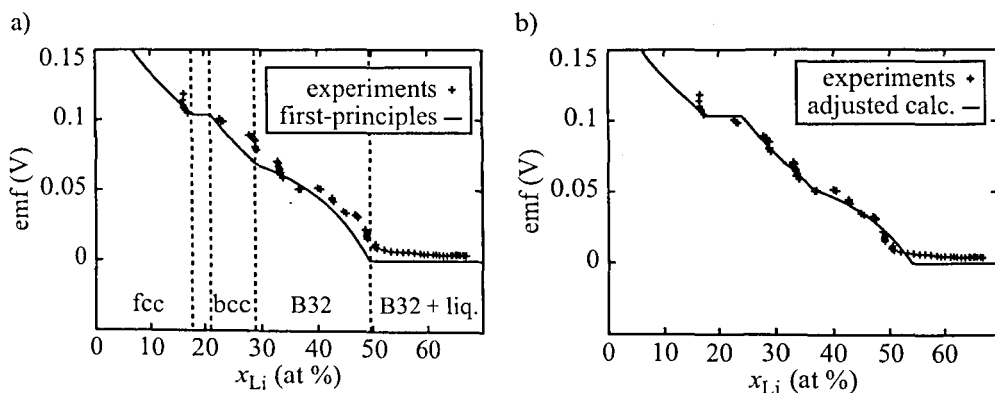 a)
0.15
0.1
0.05
0
emf (V)
experiments +
first-principles —
fcc
bcc
B32
B32 + liq.
0 10 20 30 40 50 60
xLi (at %)
b)
0.15
0.1
0.05
0
emf (V)
experiments +
adjusted calc. —
0 10 20 30 40 50 60
xLi (at %)